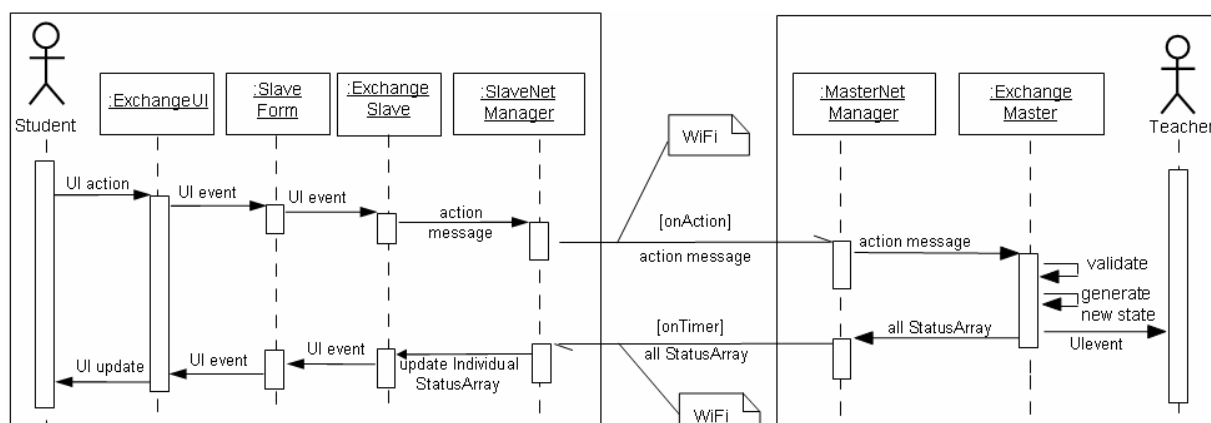 Student
:ExchangeUI
:Slave
Form
:Exchange
Slave
:SlaveNet
Manager
WiFi
:MasterNet
Manager
:Exchange
Master
Teacher
UI action
UI event
UI event
action
message
[onAction]
action message
action message
validate
generate
new state
UIevent
all StatusArray
[onTimer]
all StatusArray
update Individual
StatusArray
UI event
UI event
UI update
WiFi